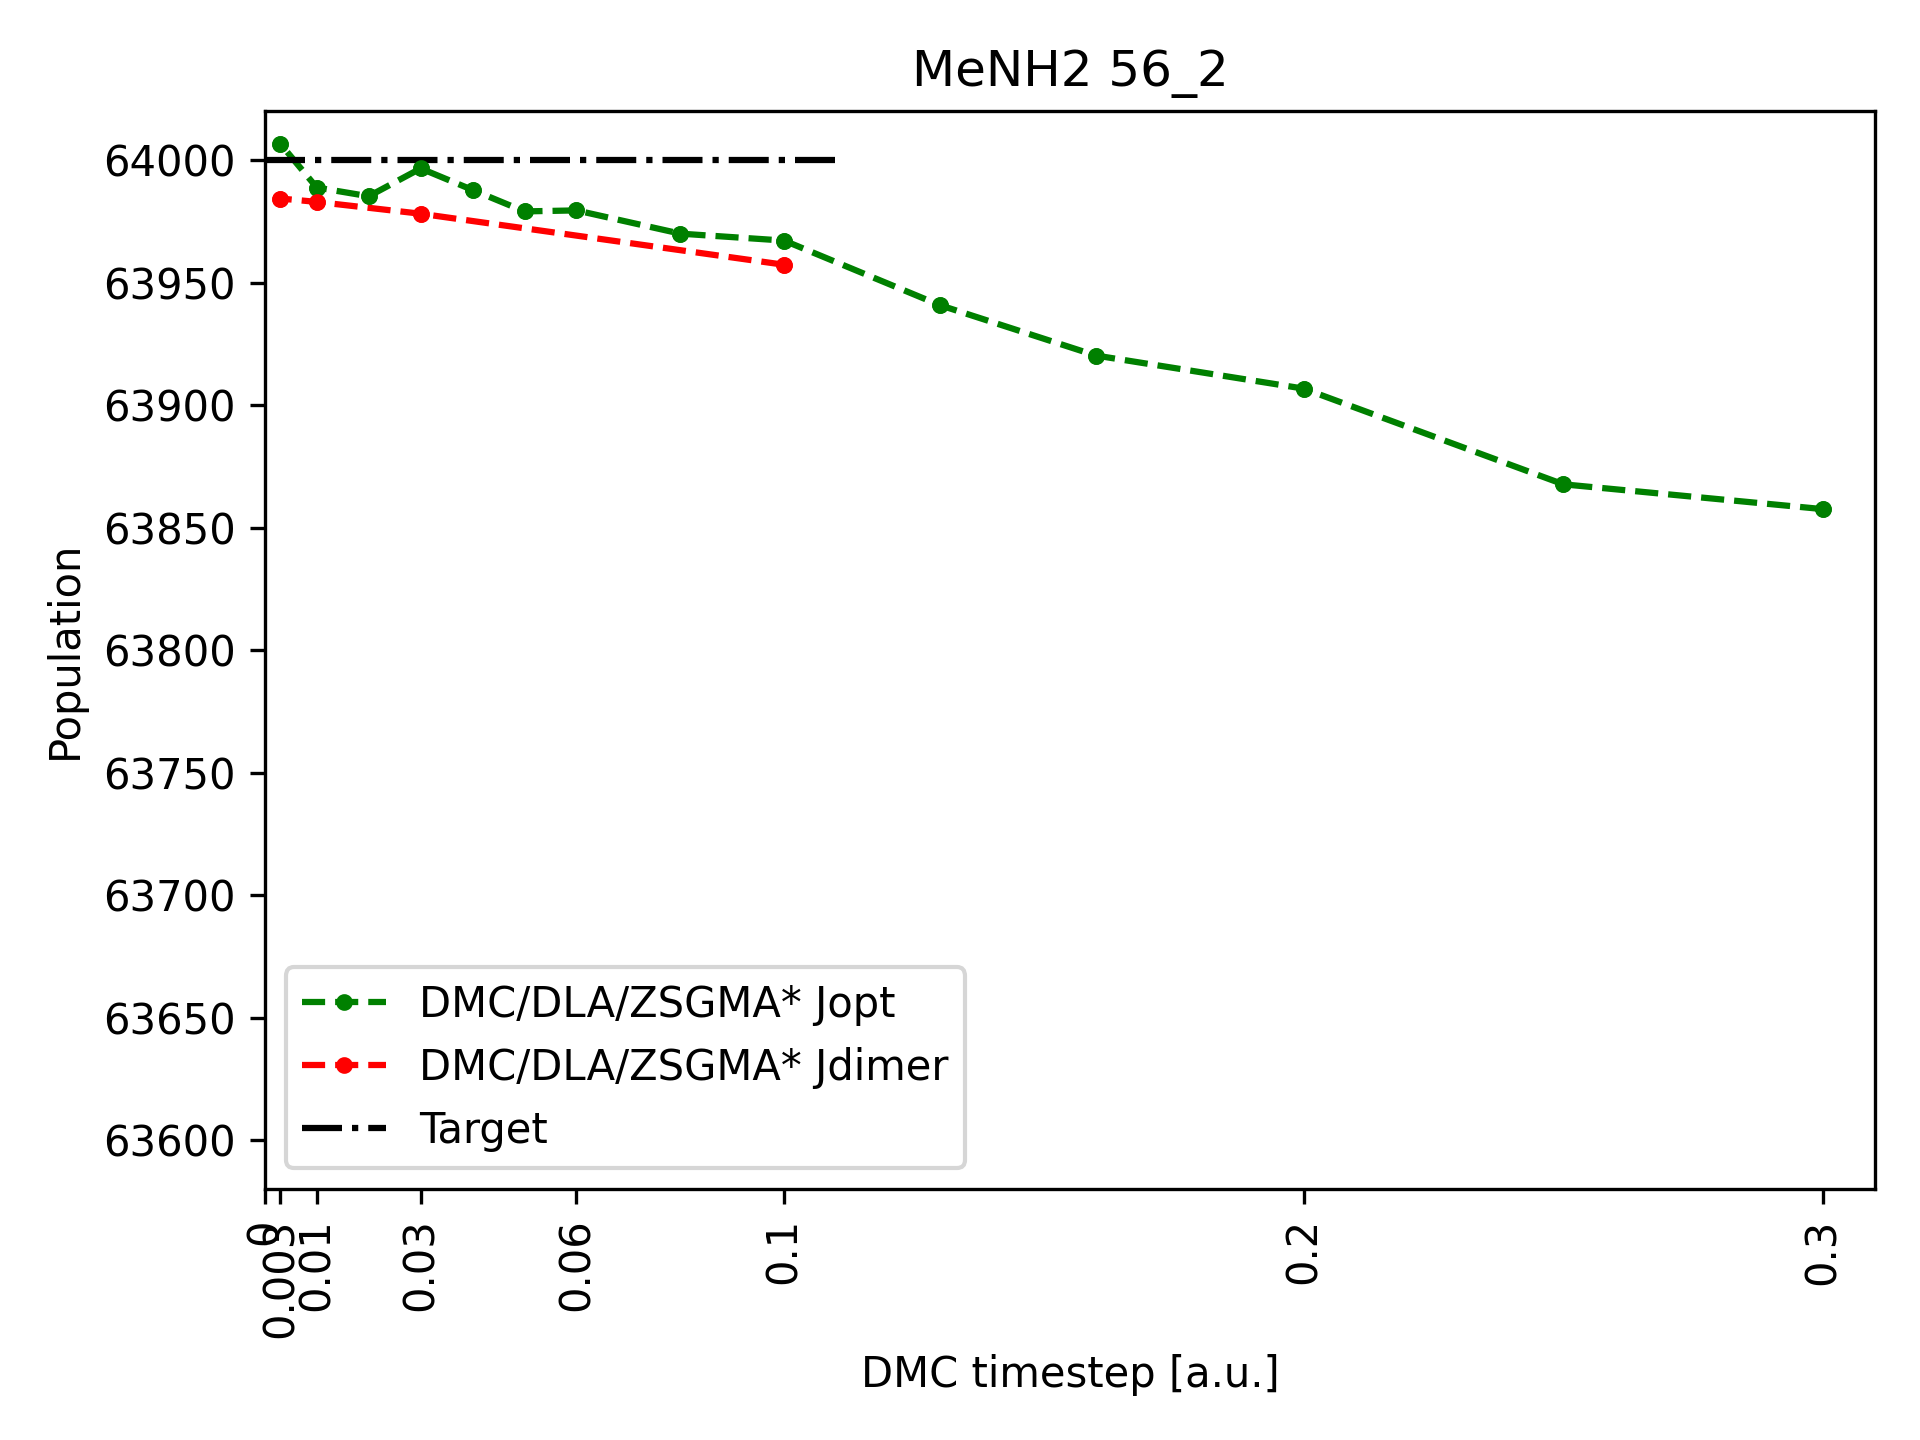 MeNH2 56_2
64000
63950
63900
63850
63800
63750
63700
63650
63600
Population
DMC/DLA/ZSGMA* Jopt
DMC/DLA/ZSGMA* Jdimer
Target
0
0.003
0.01
0.03
0.06
0.1
0.2
0.3
DMC timestep [a.u.]